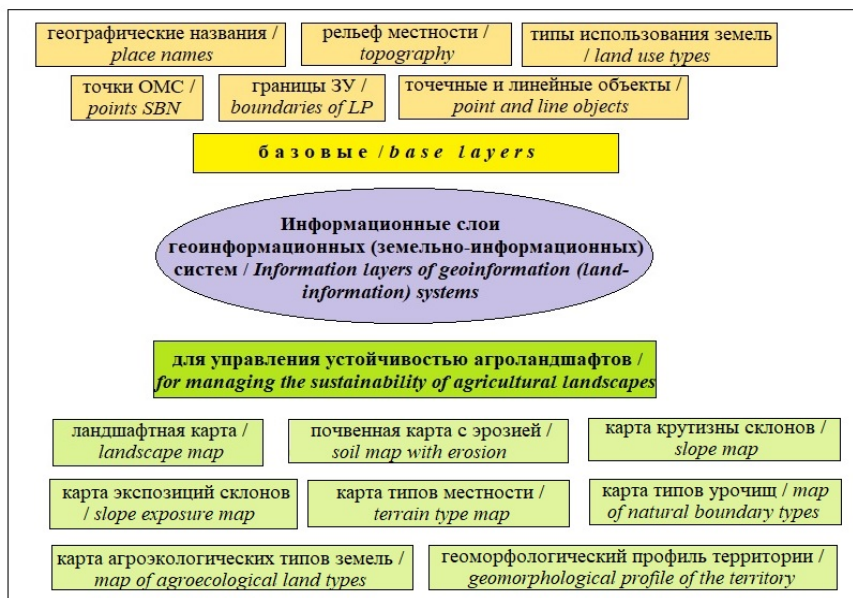 географические названия /
place names
рельеф местности /
topography
типы использования земель
/ land use types
точки ОМС /
points SBN
границы ЗУ /
boundaries of LP
точечные и линейные объекты /
point and line objects
базовые / base layers
Информационные слои
геоинформационных (земельно-информационных)
систем / Information layers of geoinformation (land-
information) systems
для управления устойчивостью агроландшафтов /
for managing the sustainability of agricultural landscapes
ландшафтная карта /
landscape map
почвенная карта с эрозией /
soil map with erosion
карта крутизны склонов /
slope map
карта экспозиций склонов
/ slope exposure map
карта типов местности /
terrain type map
карта типов урочищ / map
of natural boundary types
карта агроэкологических типов земель /
map of agroecological land types
геоморфологический профиль территории /
geomorphological profile of the territory